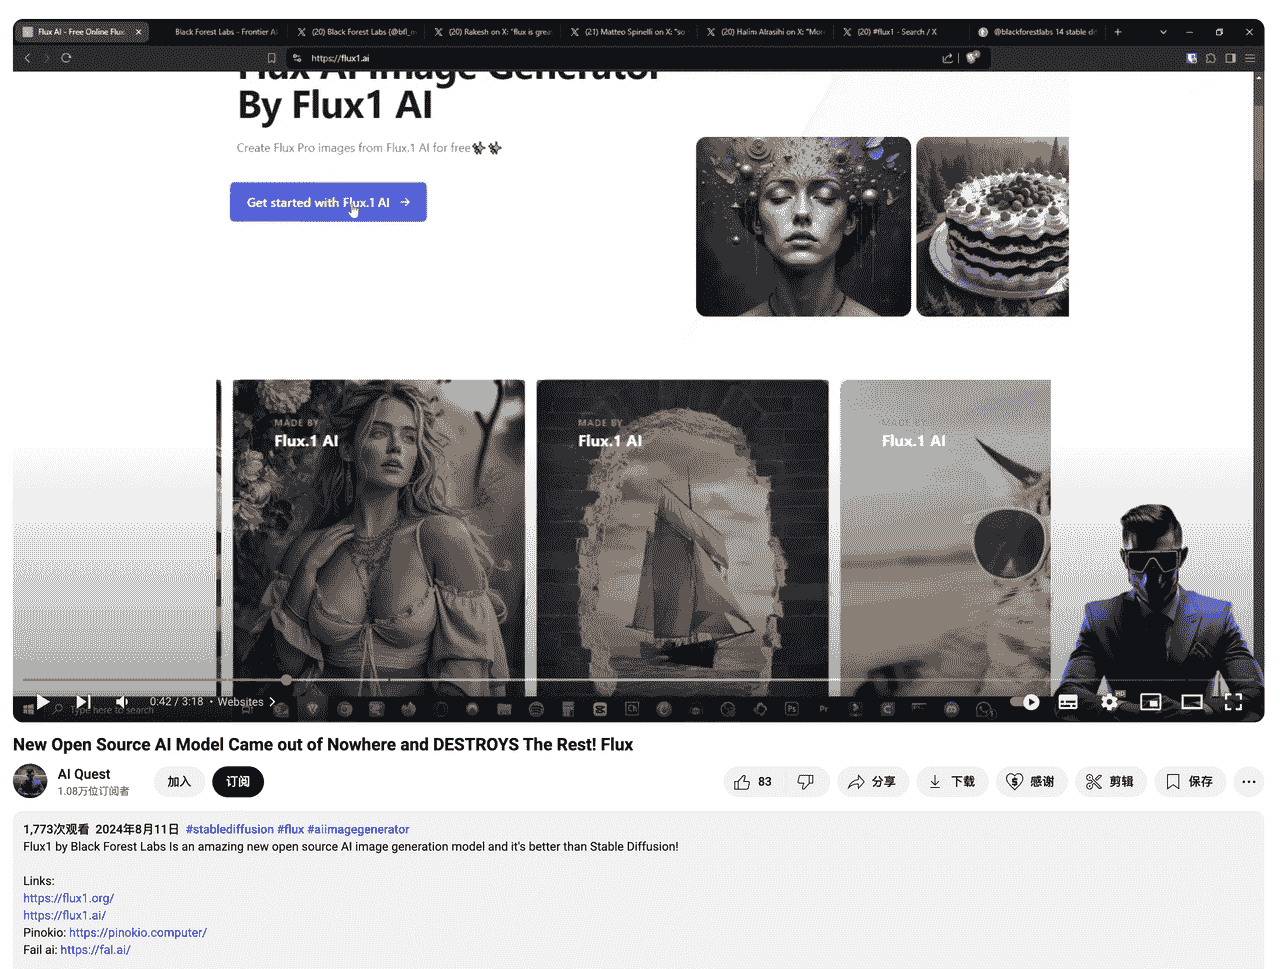 Flux AI - Free Online Flux
Black Forest Labs - Frontier AI
(20) Black Forest Labs (@bfl_m
(20) Rakesh on X: "flux is grea
(21) Matteo Spinelli on X: "so
(20) Halim Alrasihi on X: "Mor
(20) #flux1 - Search / X
@blackforestlabs 14 stable di
https://flux1.ai
Flux AI Image Generator
By Flux1 AI
Create Flux Pro images from Flux.1 AI for free
Get started with Flux.1 AI →
MADE BY
Flux.1 AI
MADE BY
Flux.1 AI
MADE BY
Flux.1 AI
Type here to search
0:42 / 3:18 • Websites >
HD
New Open Source AI Model Came out of Nowhere and DESTROYS The Rest! Flux
AI Quest
1.08万位订阅者
加入
订阅
83
分享
下载
感谢
剪辑
保存
1,773次观看 2024年8月11日 #stablediffusion #flux #aiimagegenerator
Flux1 by Black Forest Labs Is an amazing new open source AI image generation model and it's better than Stable Diffusion!
Links:
https://flux1.org/
https://flux1.ai/
Pinokio: https://pinokio.computer/
Fail ai: https://fal.ai/